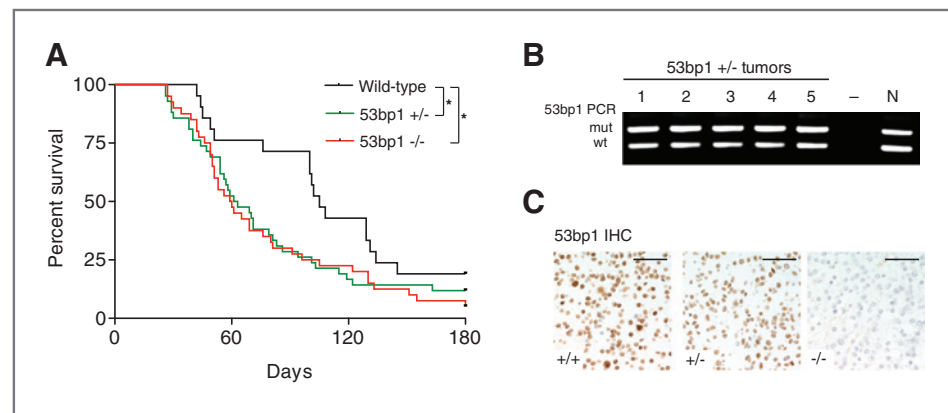 A
100
75
50
25
0
Percent survival
0 60 120 180
Days
Wild-type
53bp1 +/-
53bp1 -/-
*
*
B
53bp1 +/- tumors
1 2 3 4 5 – N
53bp1 PCR
mut
wt
C
53bp1 IHC
+/+ +/- -/-